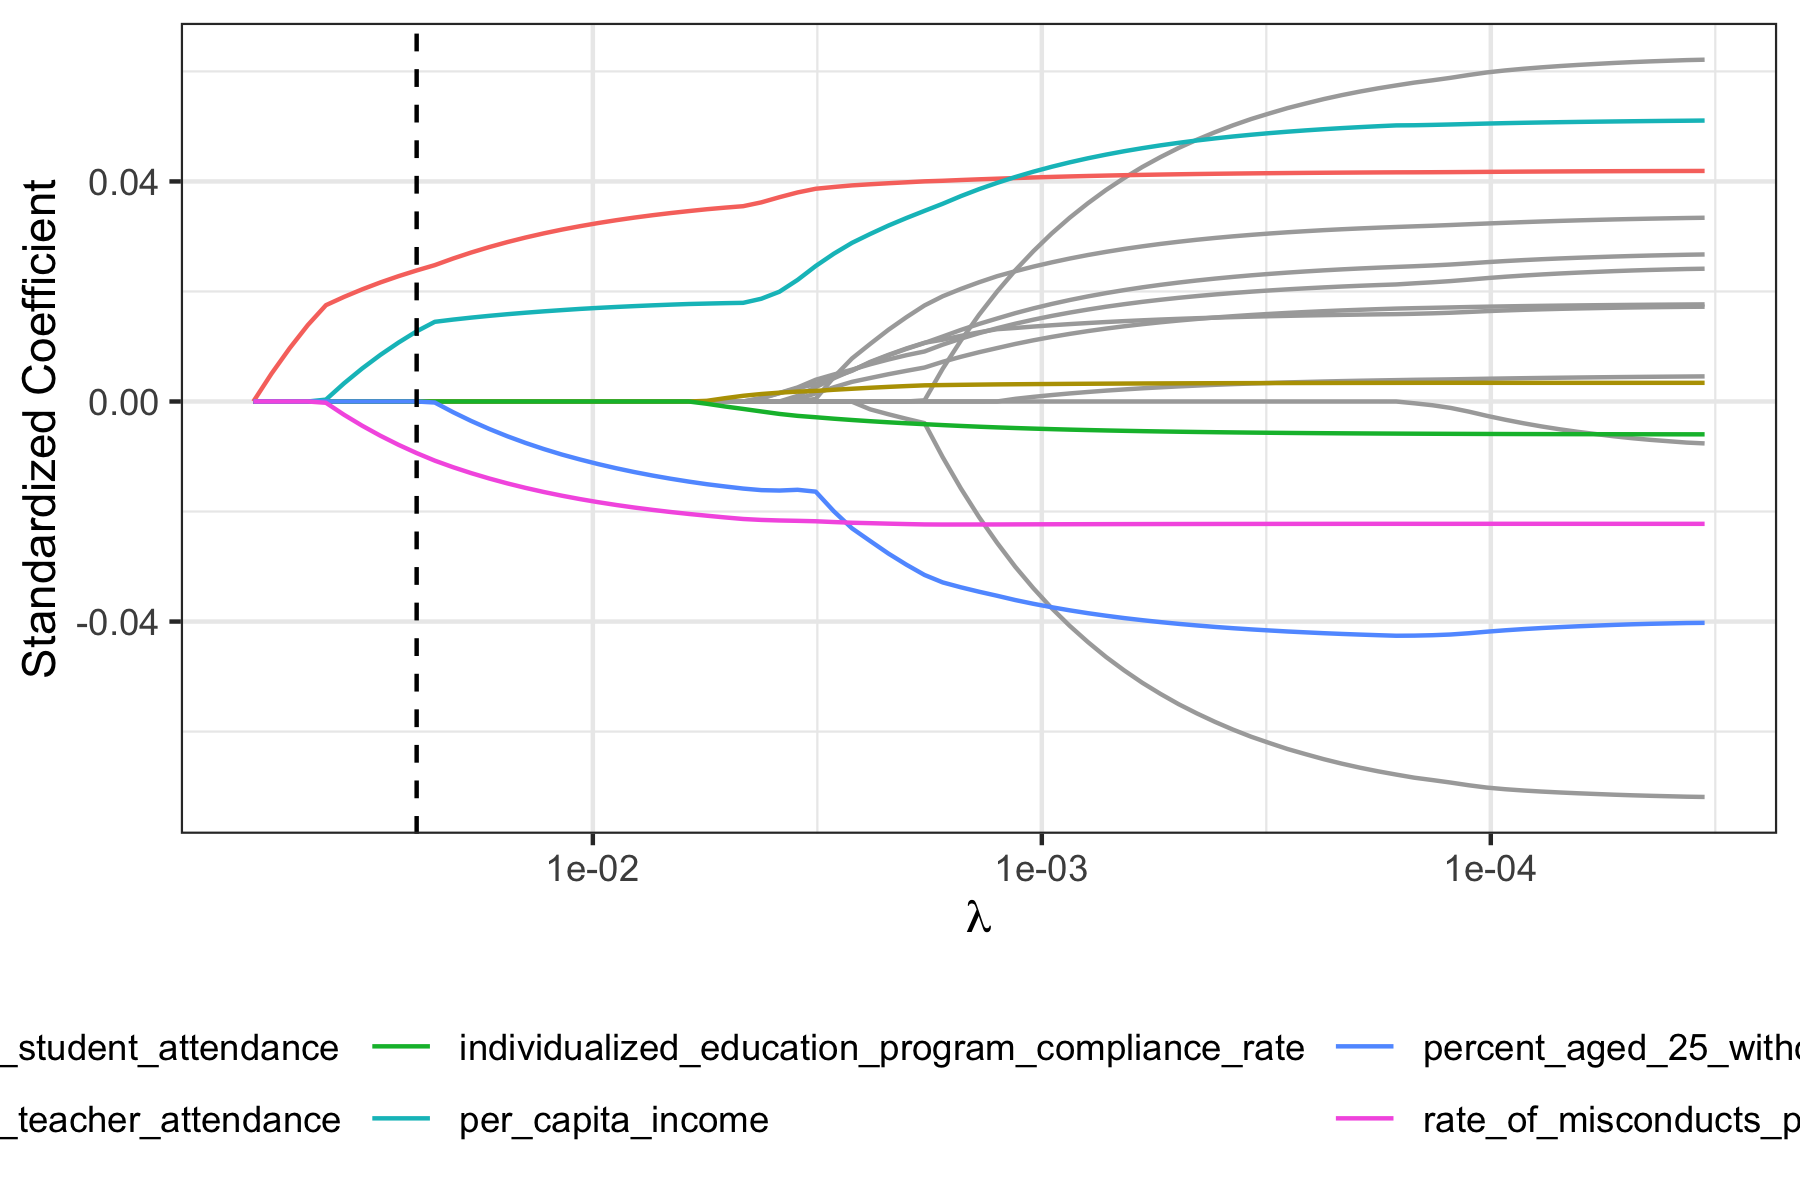 Standardized Coefficient
0.04
0.00
-0.04
1e-02 1e-03 1e-04
λ
_student_attendance individualized_education_program_compliance_rate percent_aged_25_witho
_teacher_attendance per_capita_income rate_of_misconducts_p